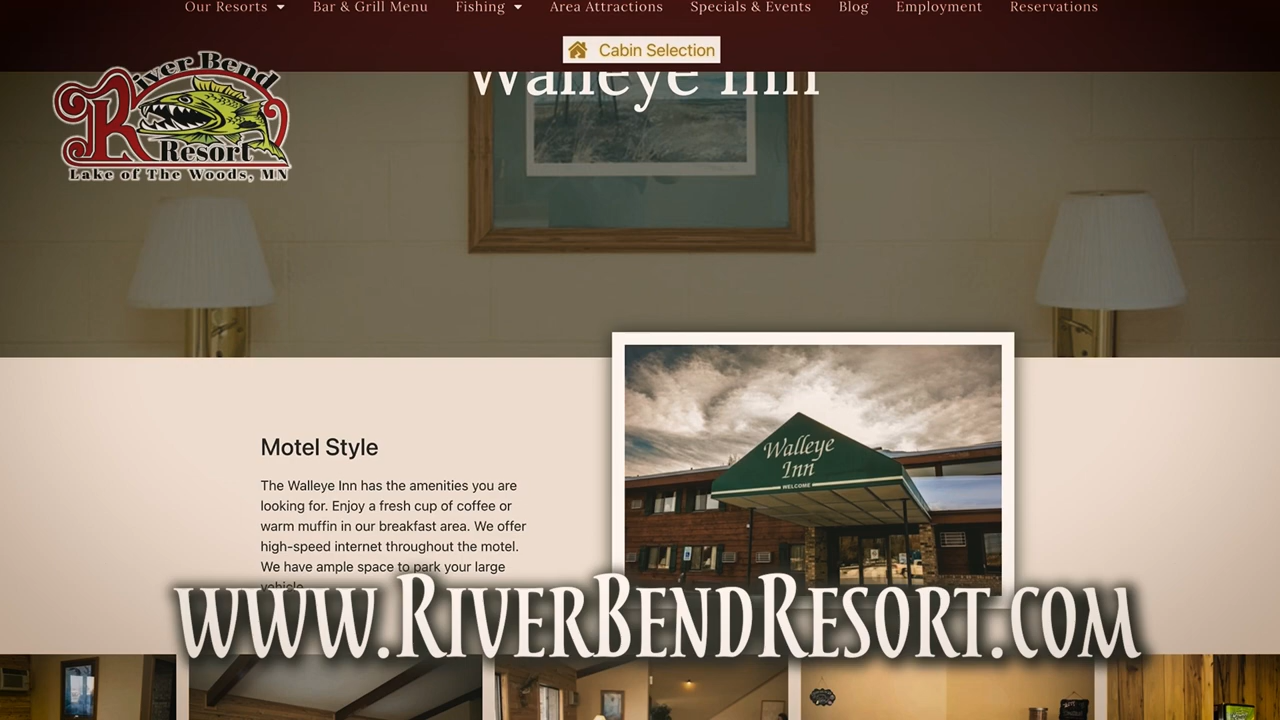 Our Resorts
Bar & Grill Menu
Fishing
Area Attractions
Specials & Events
Blog
Employment
Reservations
Cabin Selection
River Bend
Resort
Lake of The Woods, MN
Walleye Inn
Motel Style
The Walleye Inn has the amenities you are
looking for. Enjoy a fresh cup of coffee or
warm muffin in our breakfast area. We offer
high-speed internet throughout the motel.
We have ample space to park your large
vehicle.
Walleye
Inn
WELCOME
www.RiverBendResort.com